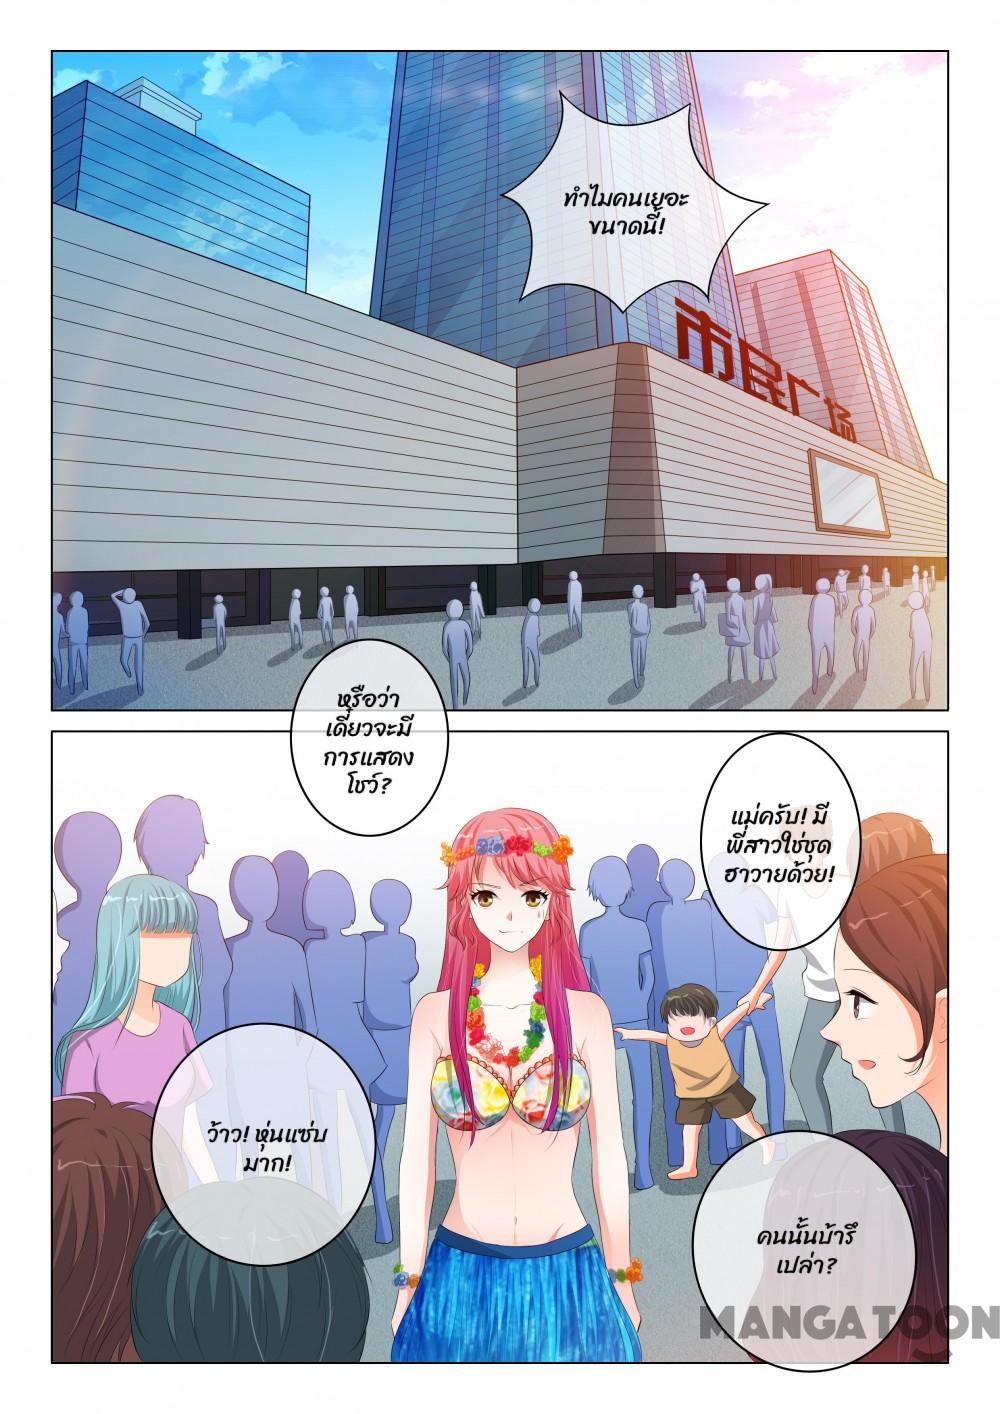 ทำไมคนเยอะ
ขนาดนี้!
市民广场
หรือว่า
เดี๋ยวจะมี
การแสดง
โชว์?
แม่ครับ! มี
พี่สาวใช่ชุด
ฮาวายด้วย!
ว้าว! หุ่นแซ่บ
มาก!
คนนั้นบ้ารึ
เปล่า?
MANGATOON